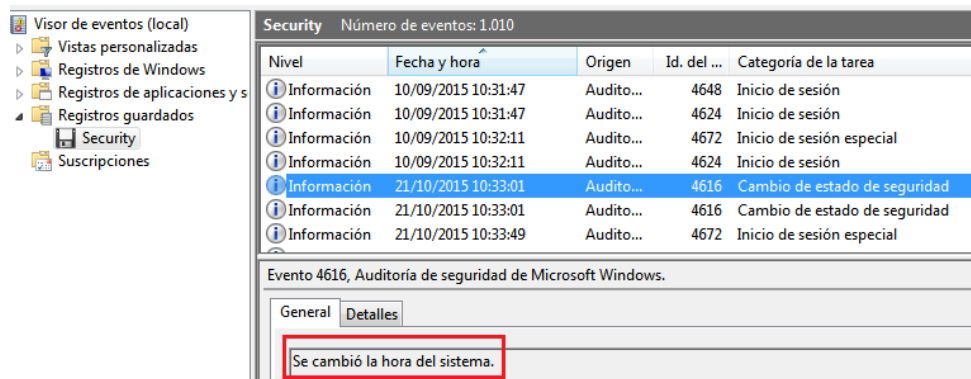 Visor de eventos (local)
Vistas personalizadas
Registros de Windows
Registros de aplicaciones y s
Registros guardados
Security
Suscripciones
Security Número de eventos: 1.010
Nivel Fecha y hora Origen Id. del ... Categoría de la tarea
Información 10/09/2015 10:31:47 Audito... 4648 Inicio de sesión
Información 10/09/2015 10:31:47 Audito... 4624 Inicio de sesión
Información 10/09/2015 10:32:11 Audito... 4672 Inicio de sesión especial
Información 10/09/2015 10:32:11 Audito... 4624 Inicio de sesión
Información 21/10/2015 10:33:01 Audito... 4616 Cambio de estado de seguridad
Información 21/10/2015 10:33:01 Audito... 4616 Cambio de estado de seguridad
Información 21/10/2015 10:33:49 Audito... 4672 Inicio de sesión especial
Evento 4616, Auditoría de seguridad de Microsoft Windows.
General Detalles
Se cambió la hora del sistema.